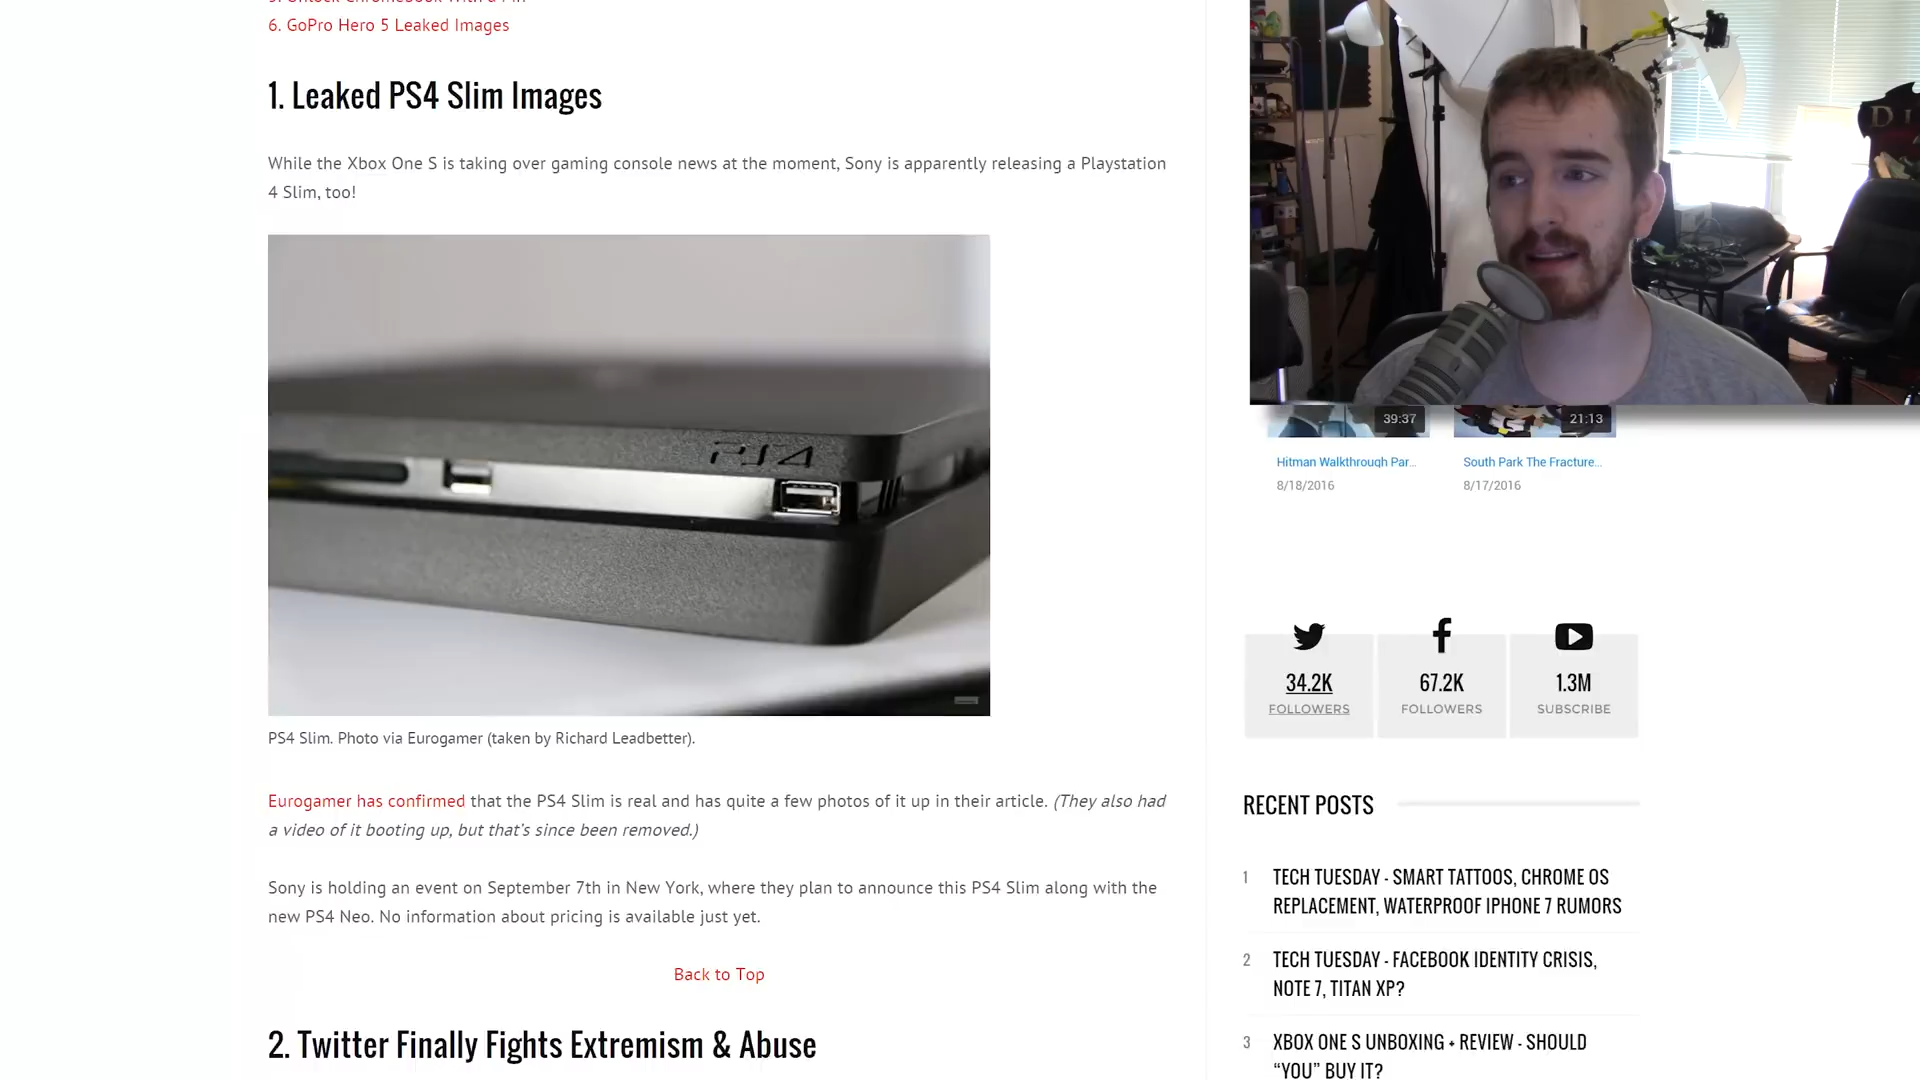 6. GoPro Hero 5 Leaked Images
1. Leaked PS4 Slim Images
While the Xbox One S is taking over gaming console news at the moment, Sony is apparently releasing a Playstation
4 Slim, too!
PS4
PS4 Slim. Photo via Eurogamer (taken by Richard Leadbetter).
Eurogamer has confirmed that the PS4 Slim is real and has quite a few photos of it up in their article. (They also had
a video of it booting up, but that's since been removed.)
Sony is holding an event on September 7th in New York, where they plan to announce this PS4 Slim along with the
new PS4 Neo. No information about pricing is available just yet.
Back to Top
2. Twitter Finally Fights Extremism & Abuse
39:37
21:13
Hitman Walkthrough Par...
South Park The Fracture...
8/18/2016
8/17/2016
34.2K
FOLLOWERS
67.2K
FOLLOWERS
1.3M
SUBSCRIBE
RECENT POSTS
1 TECH TUESDAY - SMART TATTOOS, CHROME OS
REPLACEMENT, WATERPROOF IPHONE 7 RUMORS
2 TECH TUESDAY - FACEBOOK IDENTITY CRISIS,
NOTE 7, TITAN XP?
3 XBOX ONE S UNBOXING + REVIEW - SHOULD
“YOU” BUY IT?